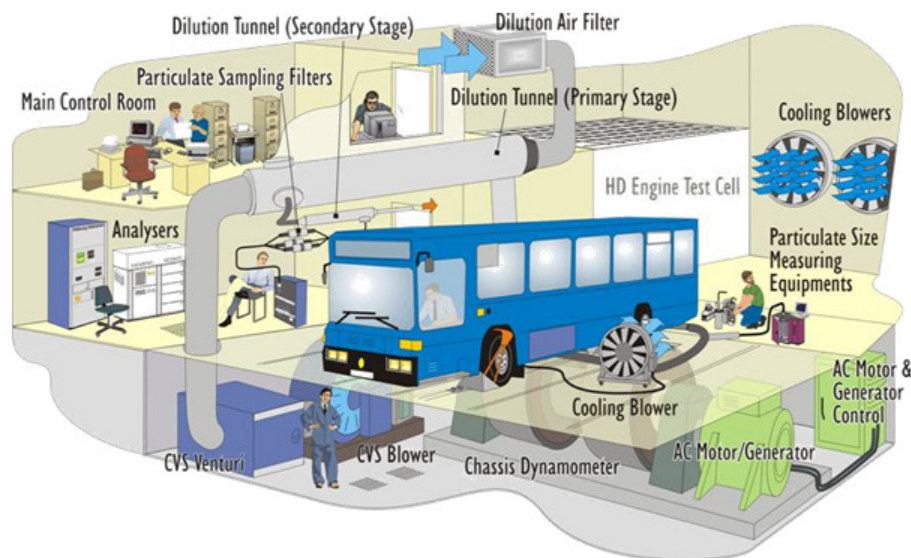 Dilution Tunnel (Secondary Stage)
Dilution Air Filter
Particulate Sampling Filters
Main Control Room
Dilution Tunnel (Primary Stage)
Cooling Blowers
HD Engine Test Cell
Analysers
Particulate Size
Measuring
Equipments
AC Motor &
Generator
Control
Cooling Blower
CVS Venturi
CVS Blower
Chassis Dynamometer
AC Motor/Generator